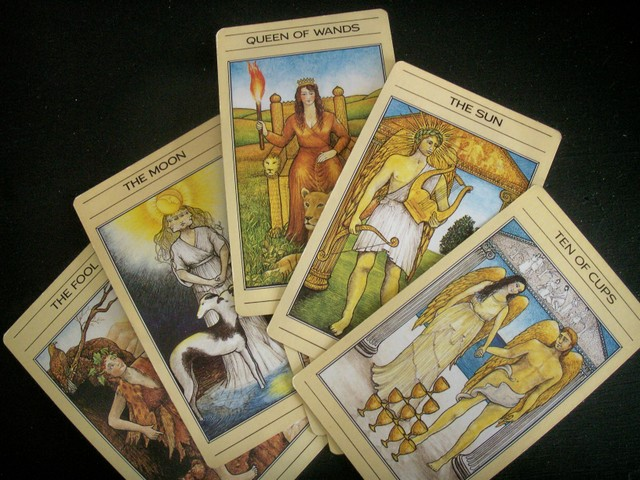 THE FOOL
THE MOON
QUEEN OF WANDS
THE SUN
TEN OF CUPS